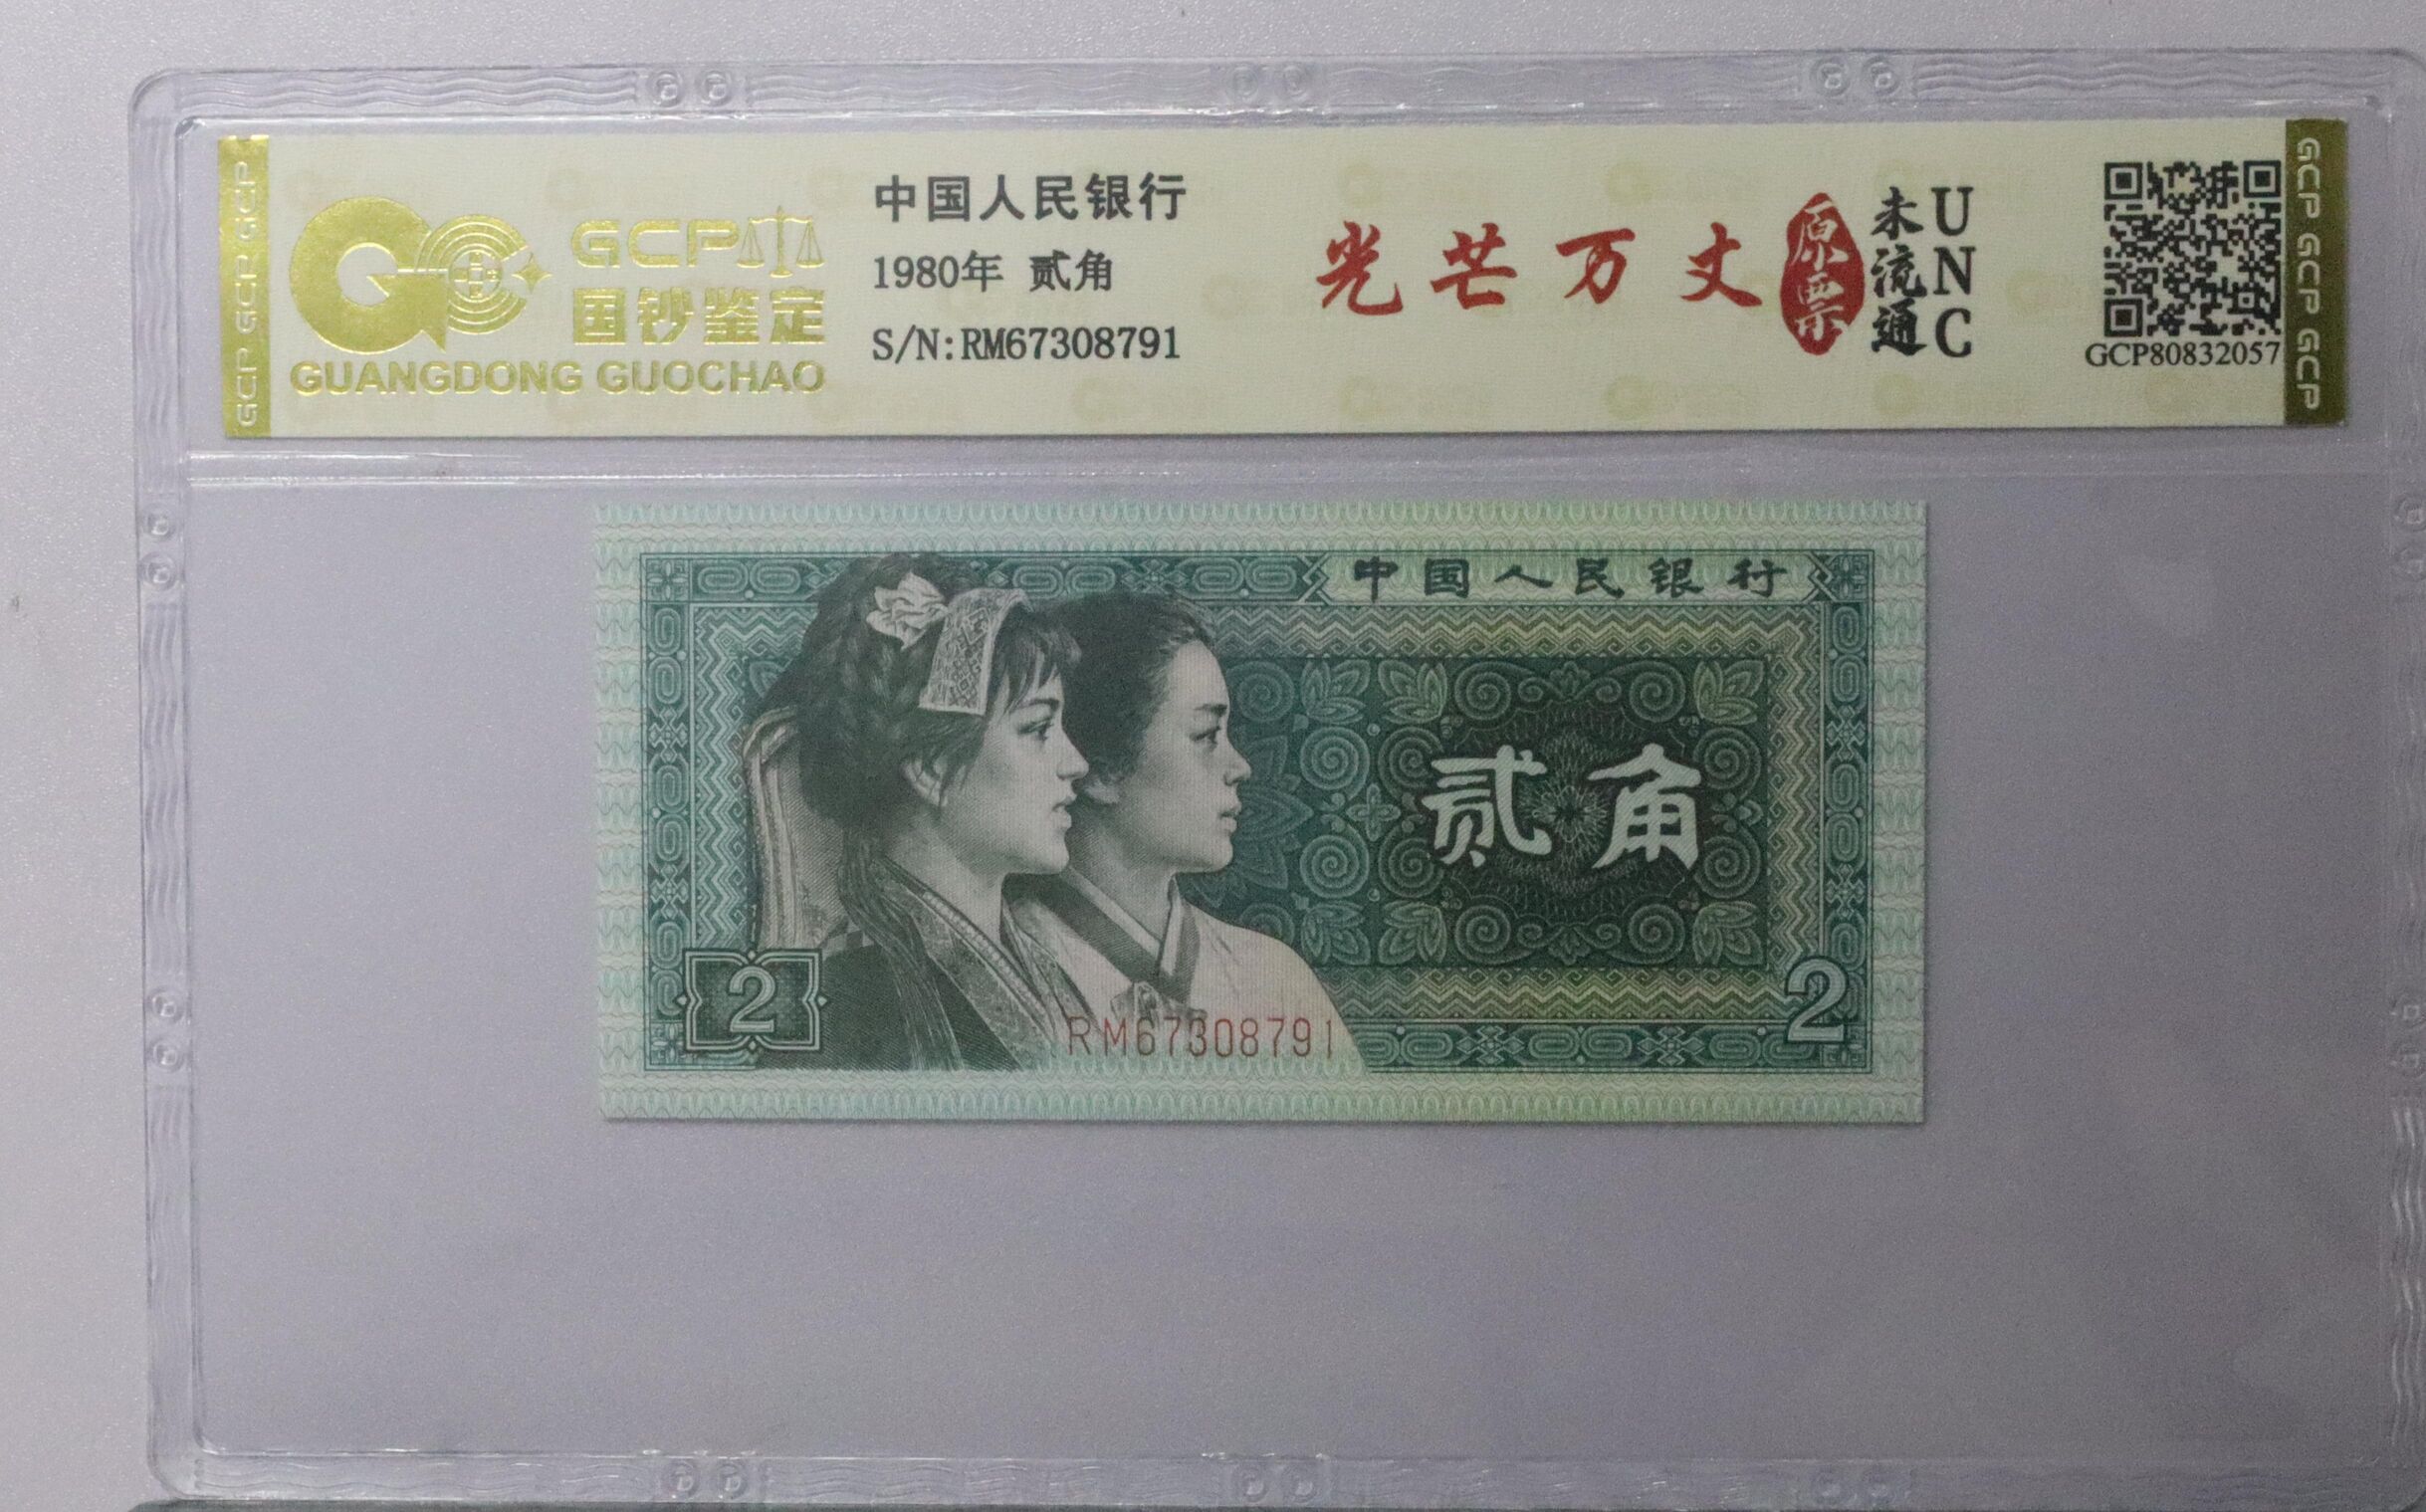 GCP GCP GCP
GCP
国钞鉴定
GUANGDONG GUOCHAO
中国人民银行
1980年 贰角
S/N:RM67308791
光芒万丈
原票
未流通
UNC
GCP80832057
GCP GCP GCP
中国人民银行
贰角
2
2
RM67308791